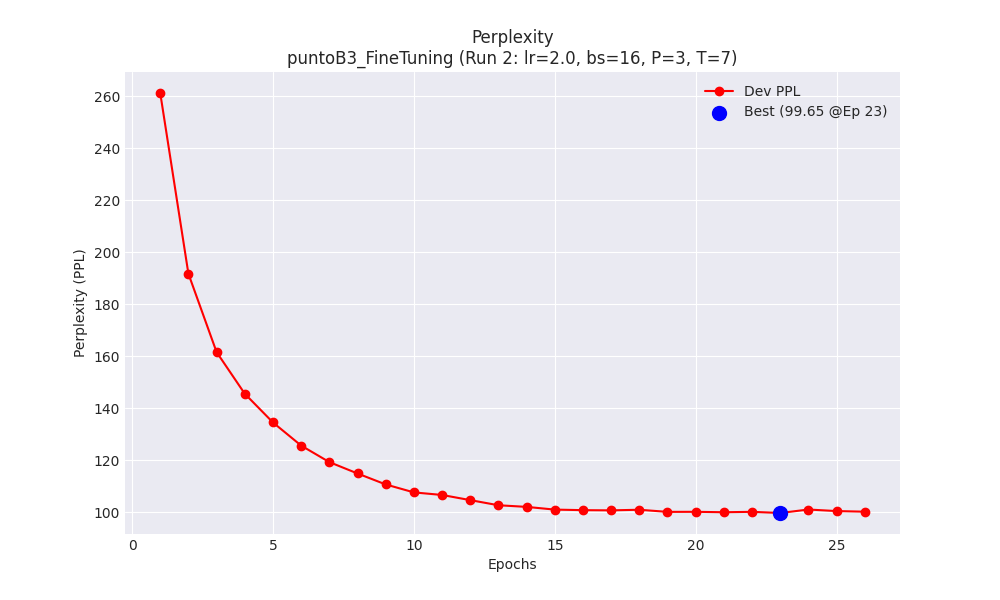 Perplexity
puntoB3_FineTuning (Run 2: lr=2.0, bs=16, P=3, T=7)
Dev PPL
Best (99.65 @Ep 23)
Perplexity (PPL)
260
240
220
200
180
160
140
120
100
0 5 10 15 20 25
Epochs